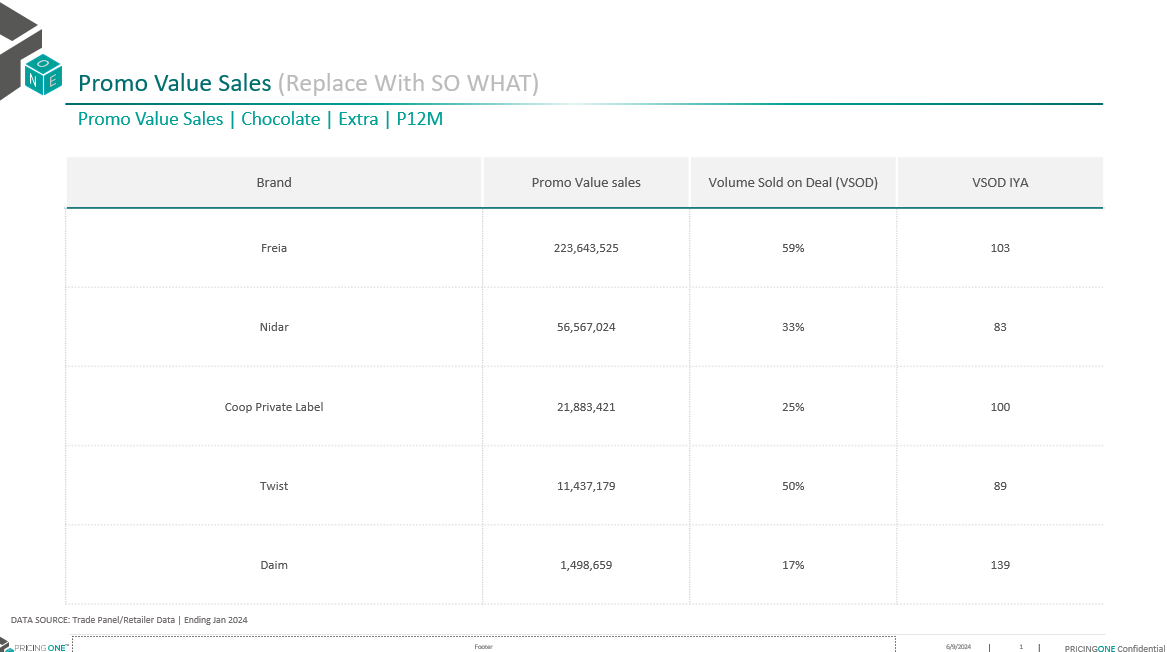 O
N E
Promo Value Sales (Replace With SO WHAT)
Promo Value Sales | Chocolate | Extra | P12M
Brand Promo Value sales Volume Sold on Deal (VSOD) VSOD IYA
Freia 223,643,525 59% 103
Nidar 56,567,024 33% 83
Coop Private Label 21,883,421 25% 100
Twist 11,437,179 50% 89
Daim 1,498,659 17% 139
DATA SOURCE: Trade Panel/Retailer Data | Ending Jan 2024
PRICING ONE™ Footer 6/9/2024 | 1 | PRICINGONE Confidential